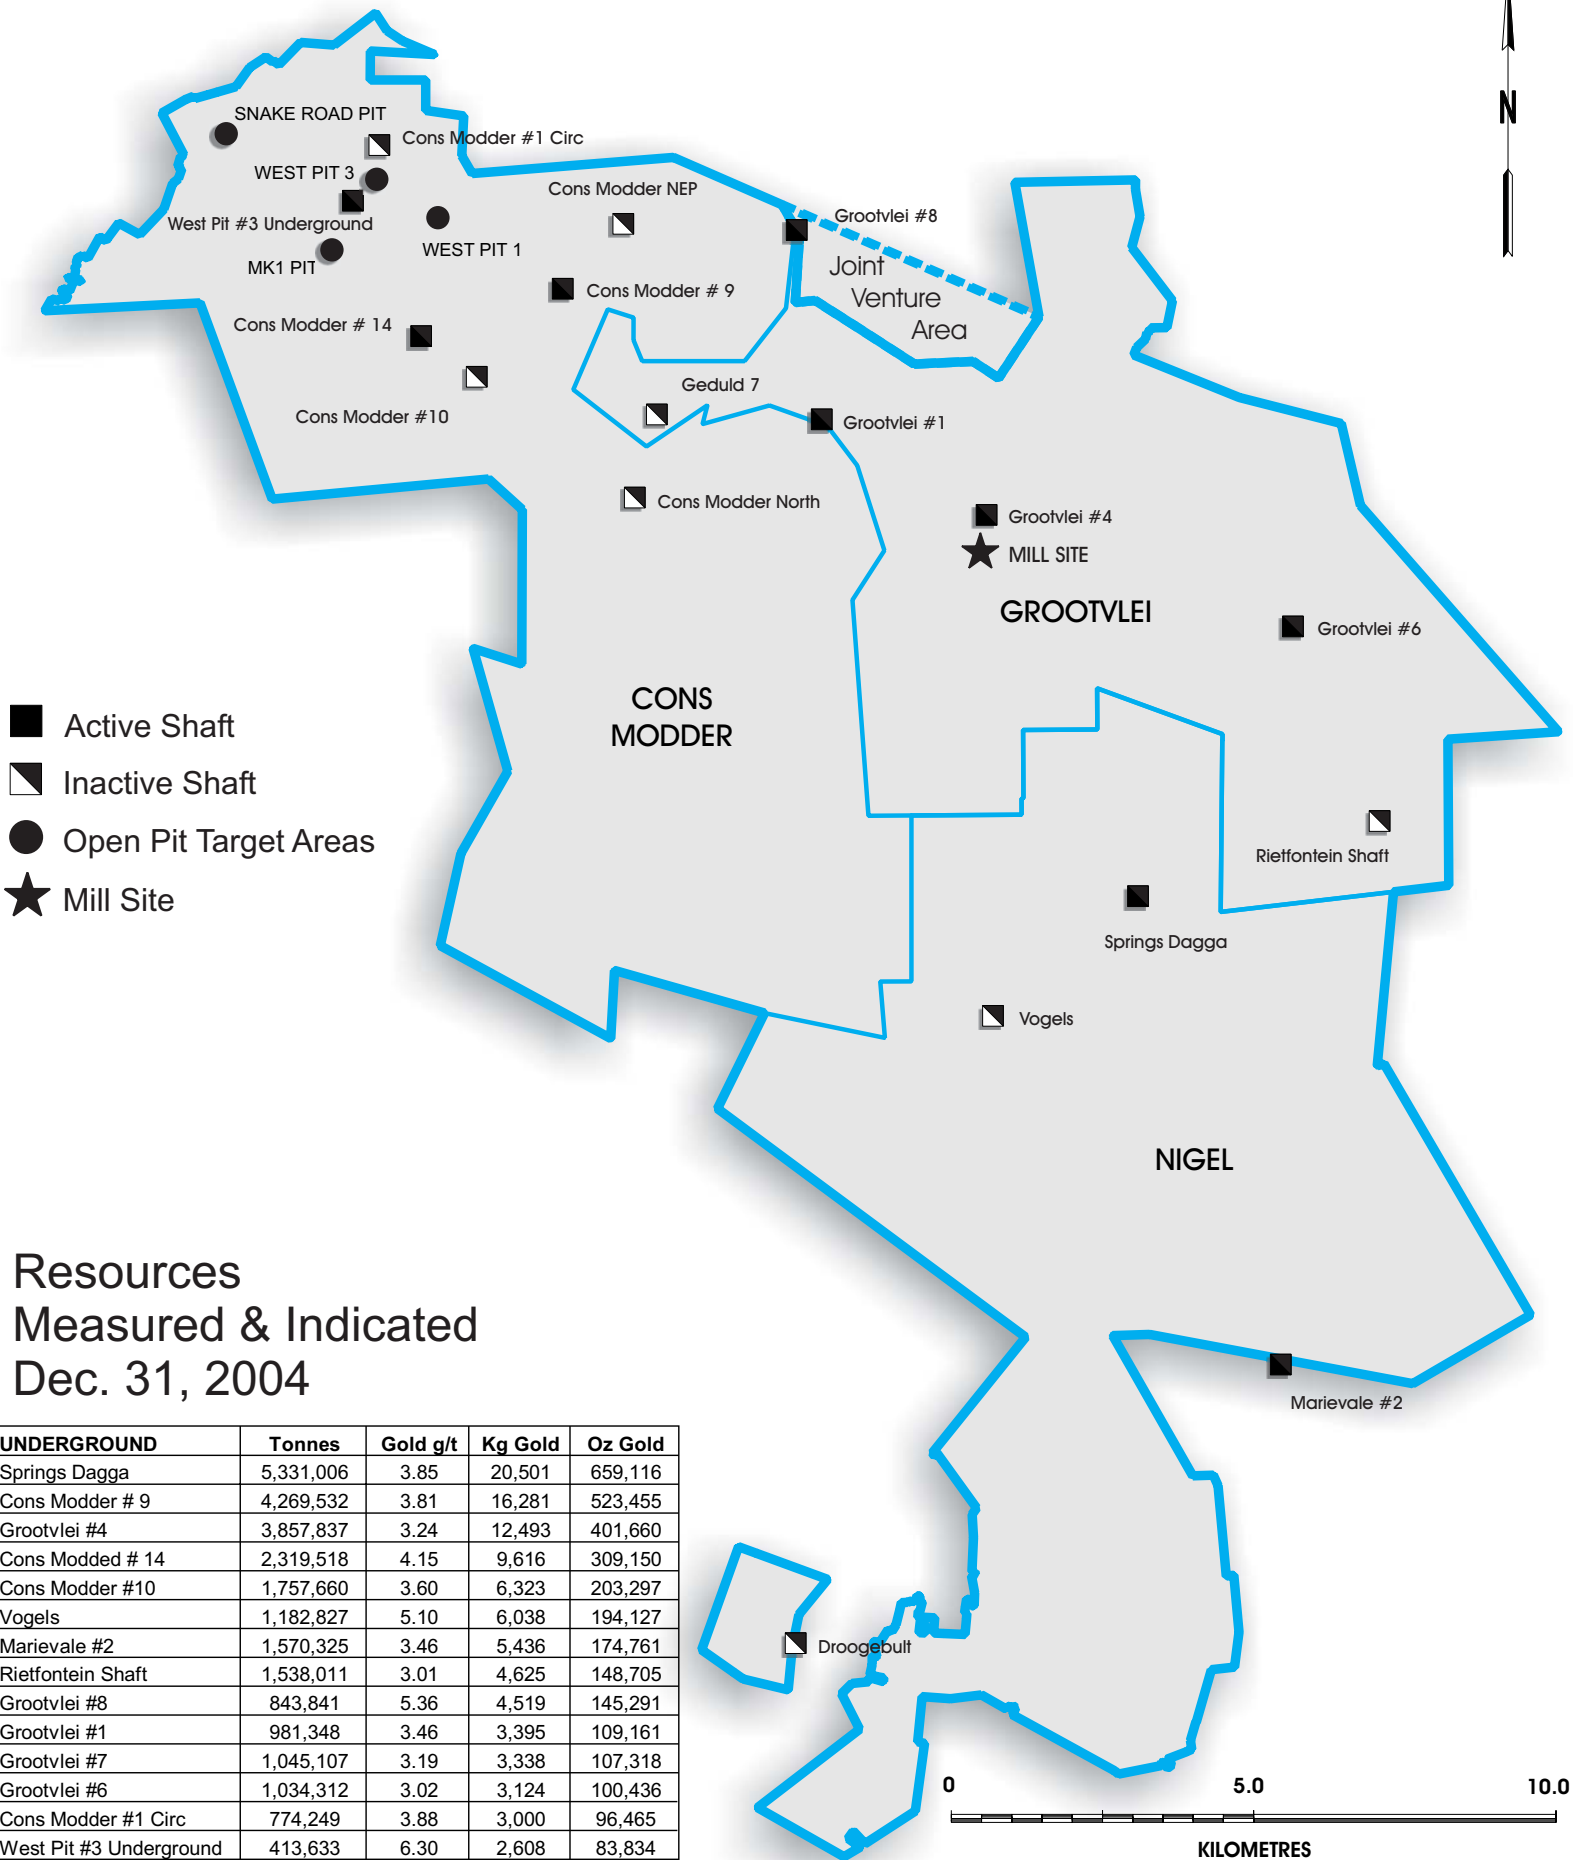 N
SNAKE ROAD PIT
Cons Modder #1 Circ
WEST PIT 3
Cons Modder NEP
West Pit #3 Underground
Grootvlei #8
WEST PIT 1
MK1 PIT
Joint
Venture
Area
Cons Modder # 9
Cons Modder # 14
Geduld 7
Cons Modder #10
Grootvlei #1
Cons Modder North
Grootvlei #4
MILL SITE
GROOTVLEI
Grootvlei #6
CONS
MODDER
Active Shaft
Inactive Shaft
Open Pit Target Areas
Mill Site
Rietfontein Shaft
Springs Dagga
Vogels
NIGEL
Marievale #2
Droogebult
Resources
Measured & Indicated
Dec. 31, 2004
UNDERGROUND Tonnes Gold g/t Kg Gold Oz Gold
Springs Dagga 5,331,006 3.85 20,501 659,116
Cons Modder # 9 4,269,532 3.81 16,281 523,455
Grootvlei #4 3,857,837 3.24 12,493 401,660
Cons Modded # 14 2,319,518 4.15 9,616 309,150
Cons Modder #10 1,757,660 3.60 6,323 203,297
Vogels 1,182,827 5.10 6,038 194,127
Marievale #2 1,570,325 3.46 5,436 174,761
Rietfontein Shaft 1,538,011 3.01 4,625 148,705
Grootvlei #8 843,841 5.36 4,519 145,291
Grootvlei #1 981,348 3.46 3,395 109,161
Grootvlei #7 1,045,107 3.19 3,338 107,318
Grootvlei #6 1,034,312 3.02 3,124 100,436
Cons Modder #1 Circ 774,249 3.88 3,000 96,465
West Pit #3 Underground 413,633 6.30 2,608 83,834
0 5.0 10.0
KILOMETRES